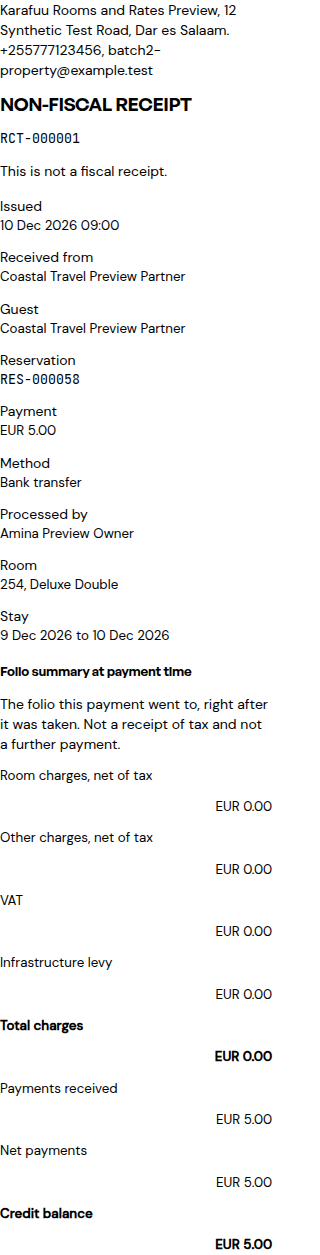 Karafuu Rooms and Rates Preview, 12
Synthetic Test Road, Dar es Salaam.
+255777123456, batch2-
property@example.test
NON-FISCAL RECEIPT
RCT-000001
This is not a fiscal receipt.
Issued
10 Dec 2026 09:00
Received from
Coastal Travel Preview Partner
Guest
Coastal Travel Preview Partner
Reservation
RES-000058
Payment
EUR 5.00
Method
Bank transfer
Processed by
Amina Preview Owner
Room
254, Deluxe Double
Stay
9 Dec 2026 to 10 Dec 2026
Folio summary at payment time
The folio this payment went to, right after
it was taken. Not a receipt of tax and not
a further payment.
Room charges, net of tax
EUR 0.00
Other charges, net of tax
EUR 0.00
VAT
EUR 0.00
Infrastructure levy
EUR 0.00
Total charges
EUR 0.00
Payments received
EUR 5.00
Net payments
EUR 5.00
Credit balance
EUR 5.00